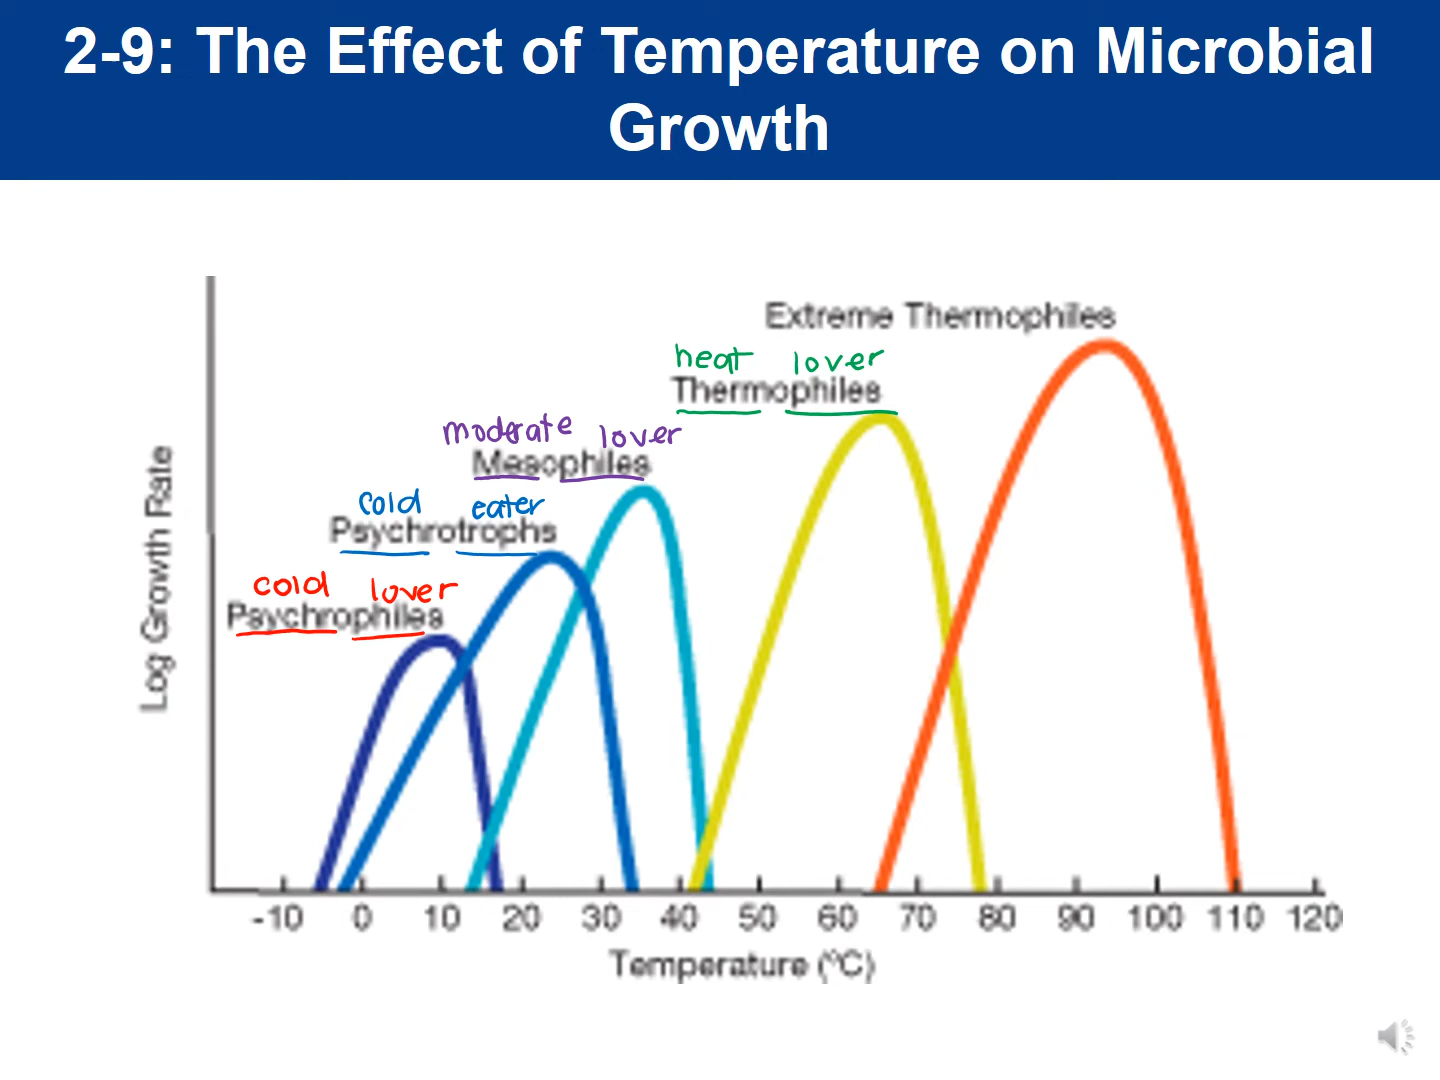 2-9: The Effect of Temperature on Microbial
Growth
Extreme Thermophiles
heat lover
Thermophiles
moderate lover
Mesophiles
cold eater
Psychrotrophs
cold lover
Psychrophiles
Log Growth Rate
-10 0 10 20 30 40 50 60 70 80 90 100 110 120
Temperature (ºC)